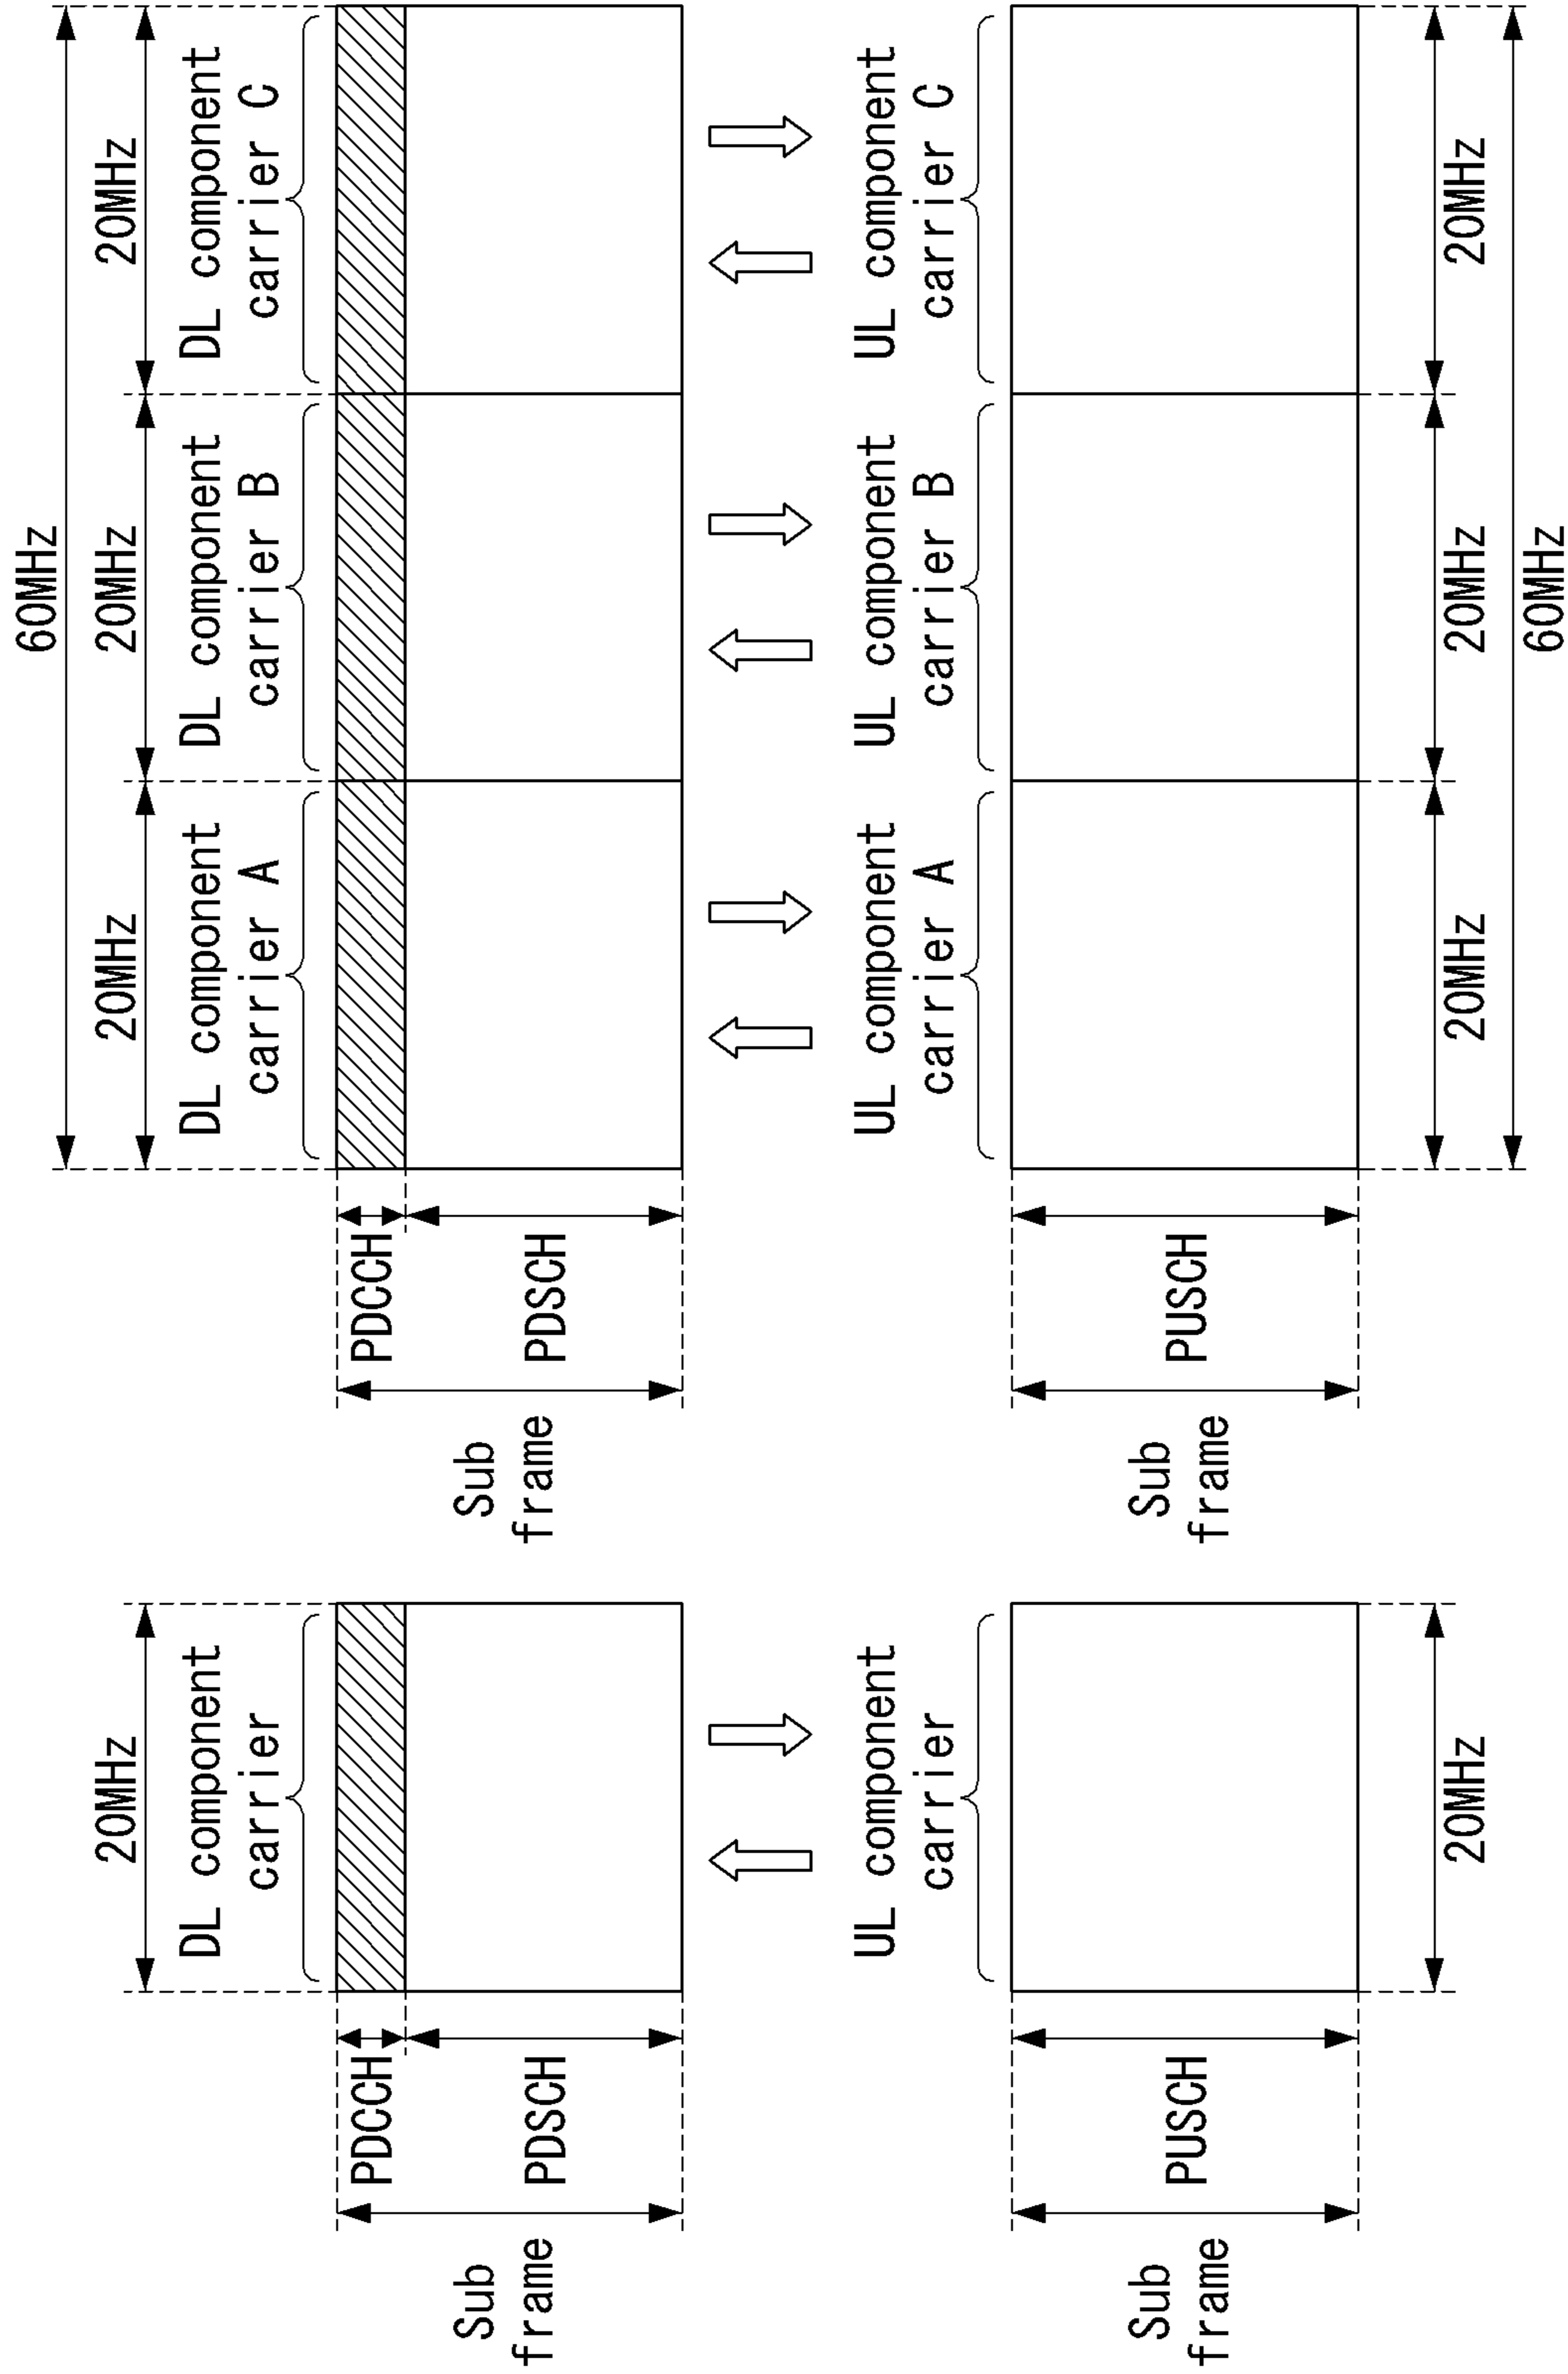 20MHz
DL component
carrier
PDCCH
PDSCH
Sub
frame
UL component
carrier
PUSCH
Sub
frame
20MHz
60MHz
20MHz
20MHz
20MHz
DL component
carrier A
DL component
carrier B
DL component
carrier C
PDCCH
PDSCH
Sub
frame
UL component
carrier A
UL component
carrier B
UL component
carrier C
PUSCH
Sub
frame
20MHz
20MHz
20MHz
60MHz